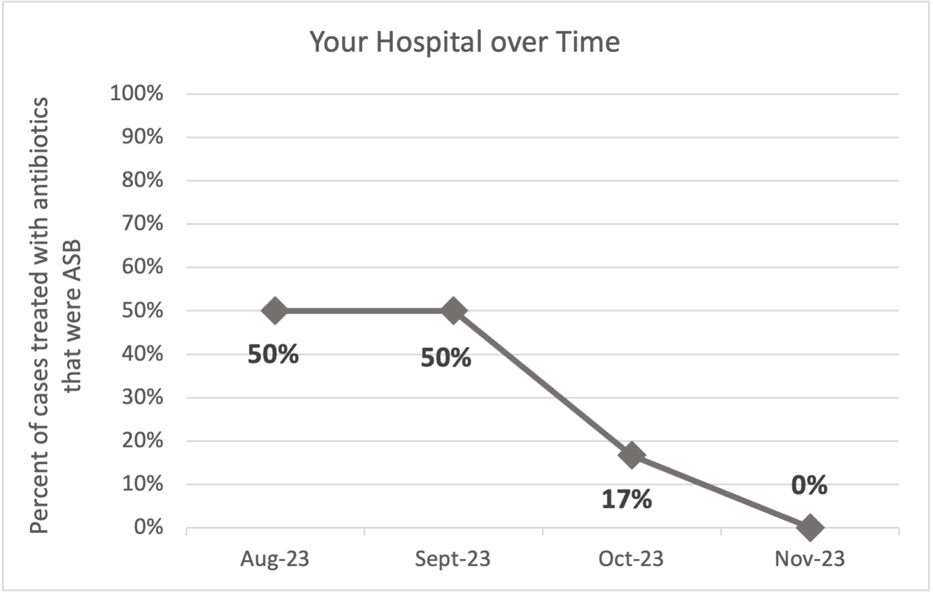 Your Hospital over Time
Percent of cases treated with antibiotics
that were ASB
100%
90%
80%
70%
60%
50%
40%
30%
20%
10%
0%
50%
50%
17%
0%
Aug-23
Sept-23
Oct-23
Nov-23